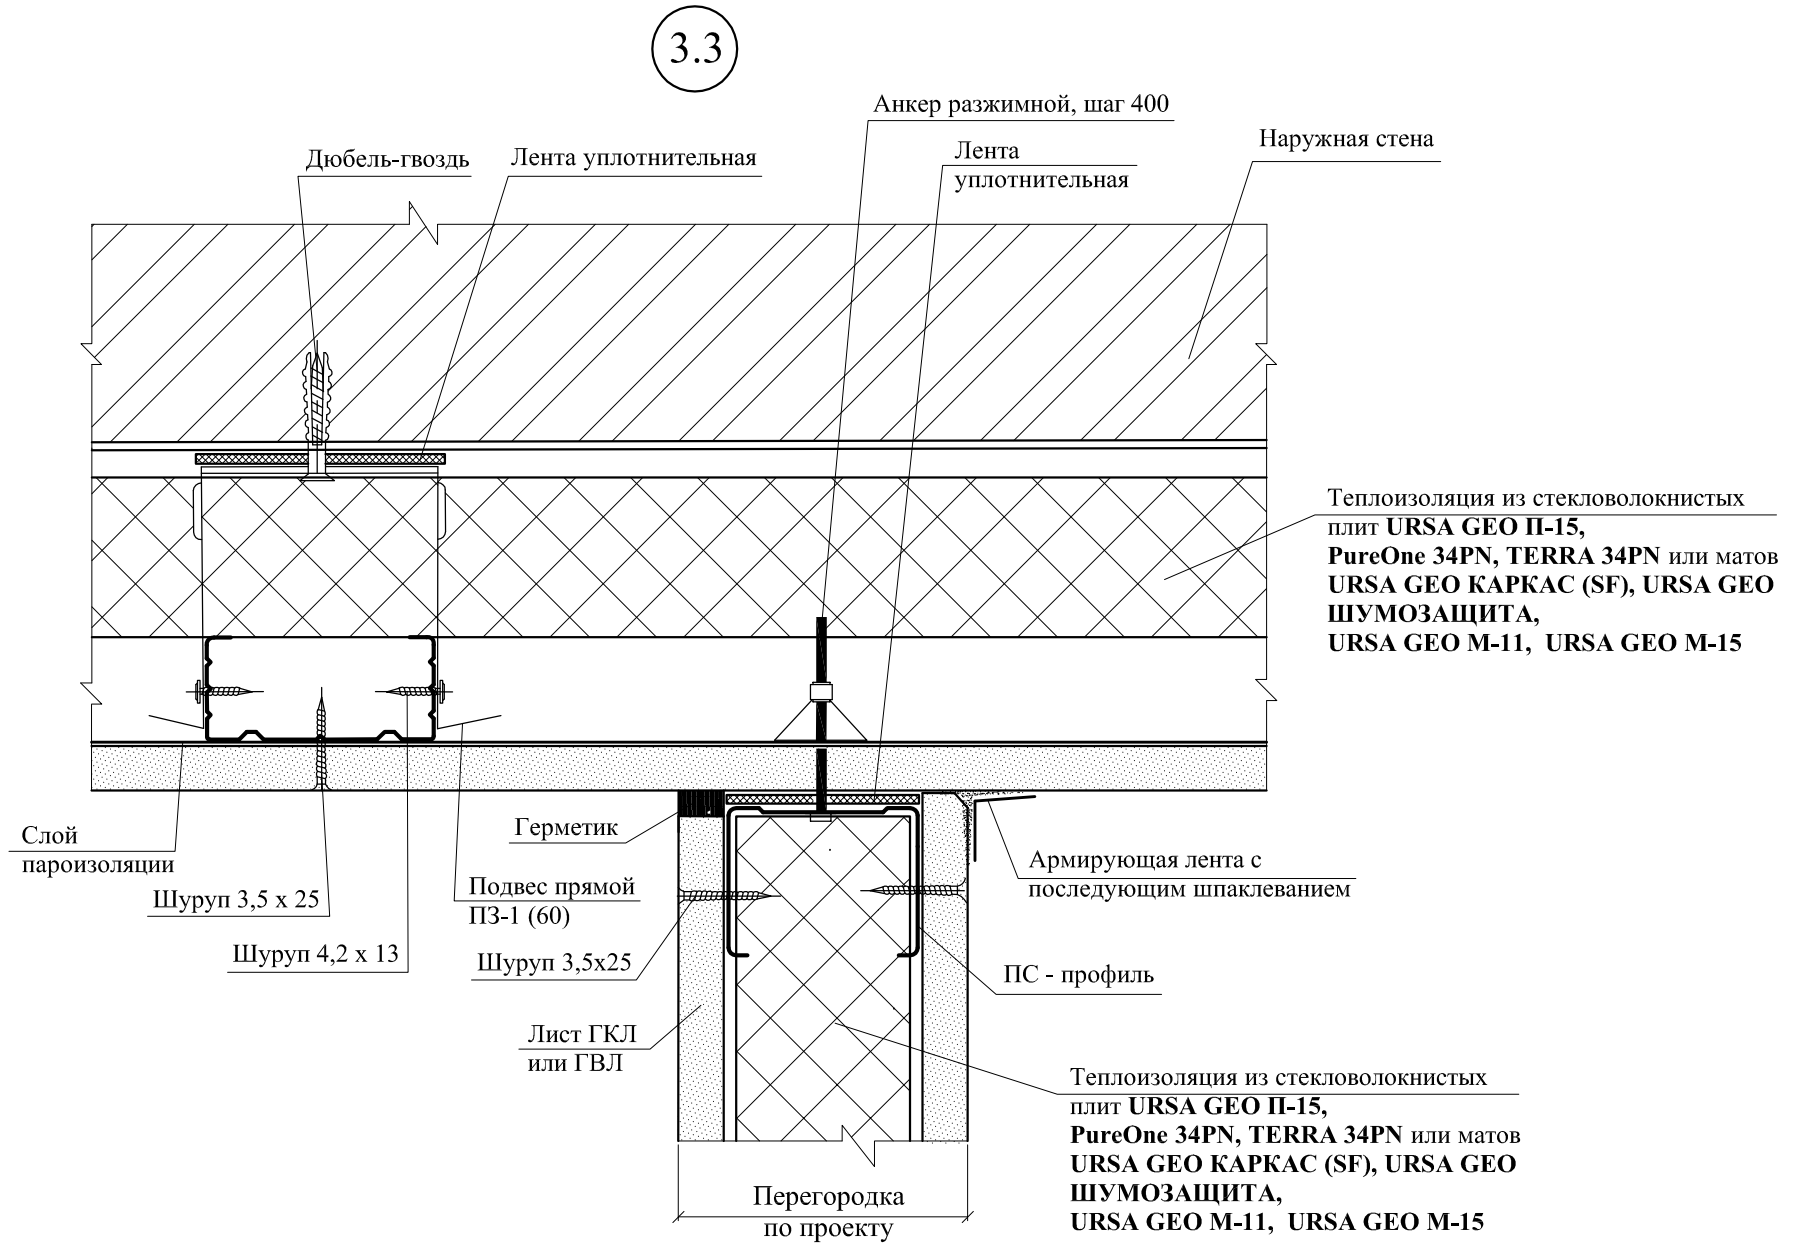 3.3
Анкер разжимной, шаг 400
Дюбель-гвоздь
Лента уплотнительная
Лента
уплотнительная
Наружная стена
Теплоизоляция из стекловолокнистых
плит URSA GEO П-15,
PureOne 34PN, TERRA 34PN или матов
URSA GEO КАРКАС (SF), URSA GEO
ШУМОЗАЩИТА,
URSA GEO М-11, URSA GEO М-15
Слой
пароизоляции
Шуруп 3,5 х 25
Шуруп 4,2 х 13
Герметик
Подвес прямой
ПЗ-1 (60)
Шуруп 3,5х25
Лист ГКЛ
или ГВЛ
Армирующая лента с
последующим шпаклеванием
ПС - профиль
Теплоизоляция из стекловолокнистых
плит URSA GEO П-15,
PureOne 34PN, TERRA 34PN или матов
URSA GEO КАРКАС (SF), URSA GEO
ШУМОЗАЩИТА,
URSA GEO М-11, URSA GEO М-15
Перегородка
по проекту